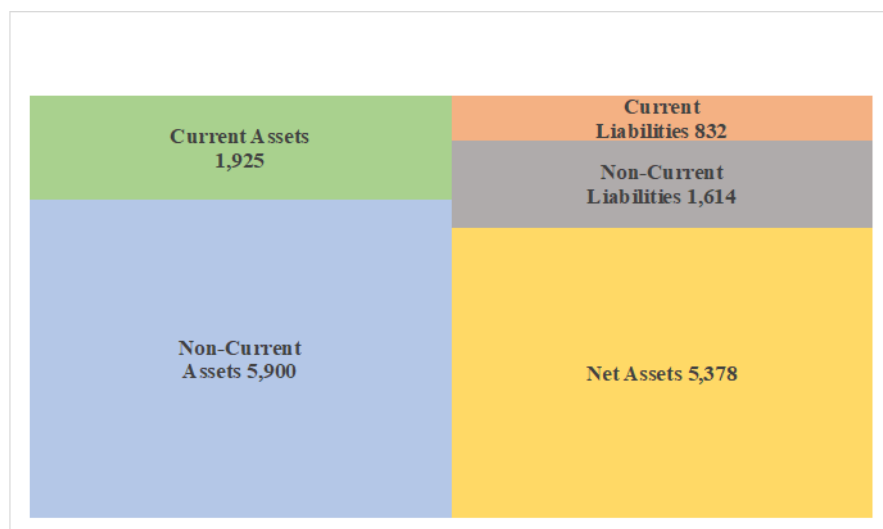 Current Assets
1,925
Non-Current
Assets 5,900
Current
Liabilities 832
Non-Current
Liabilities 1,614
Net Assets 5,378